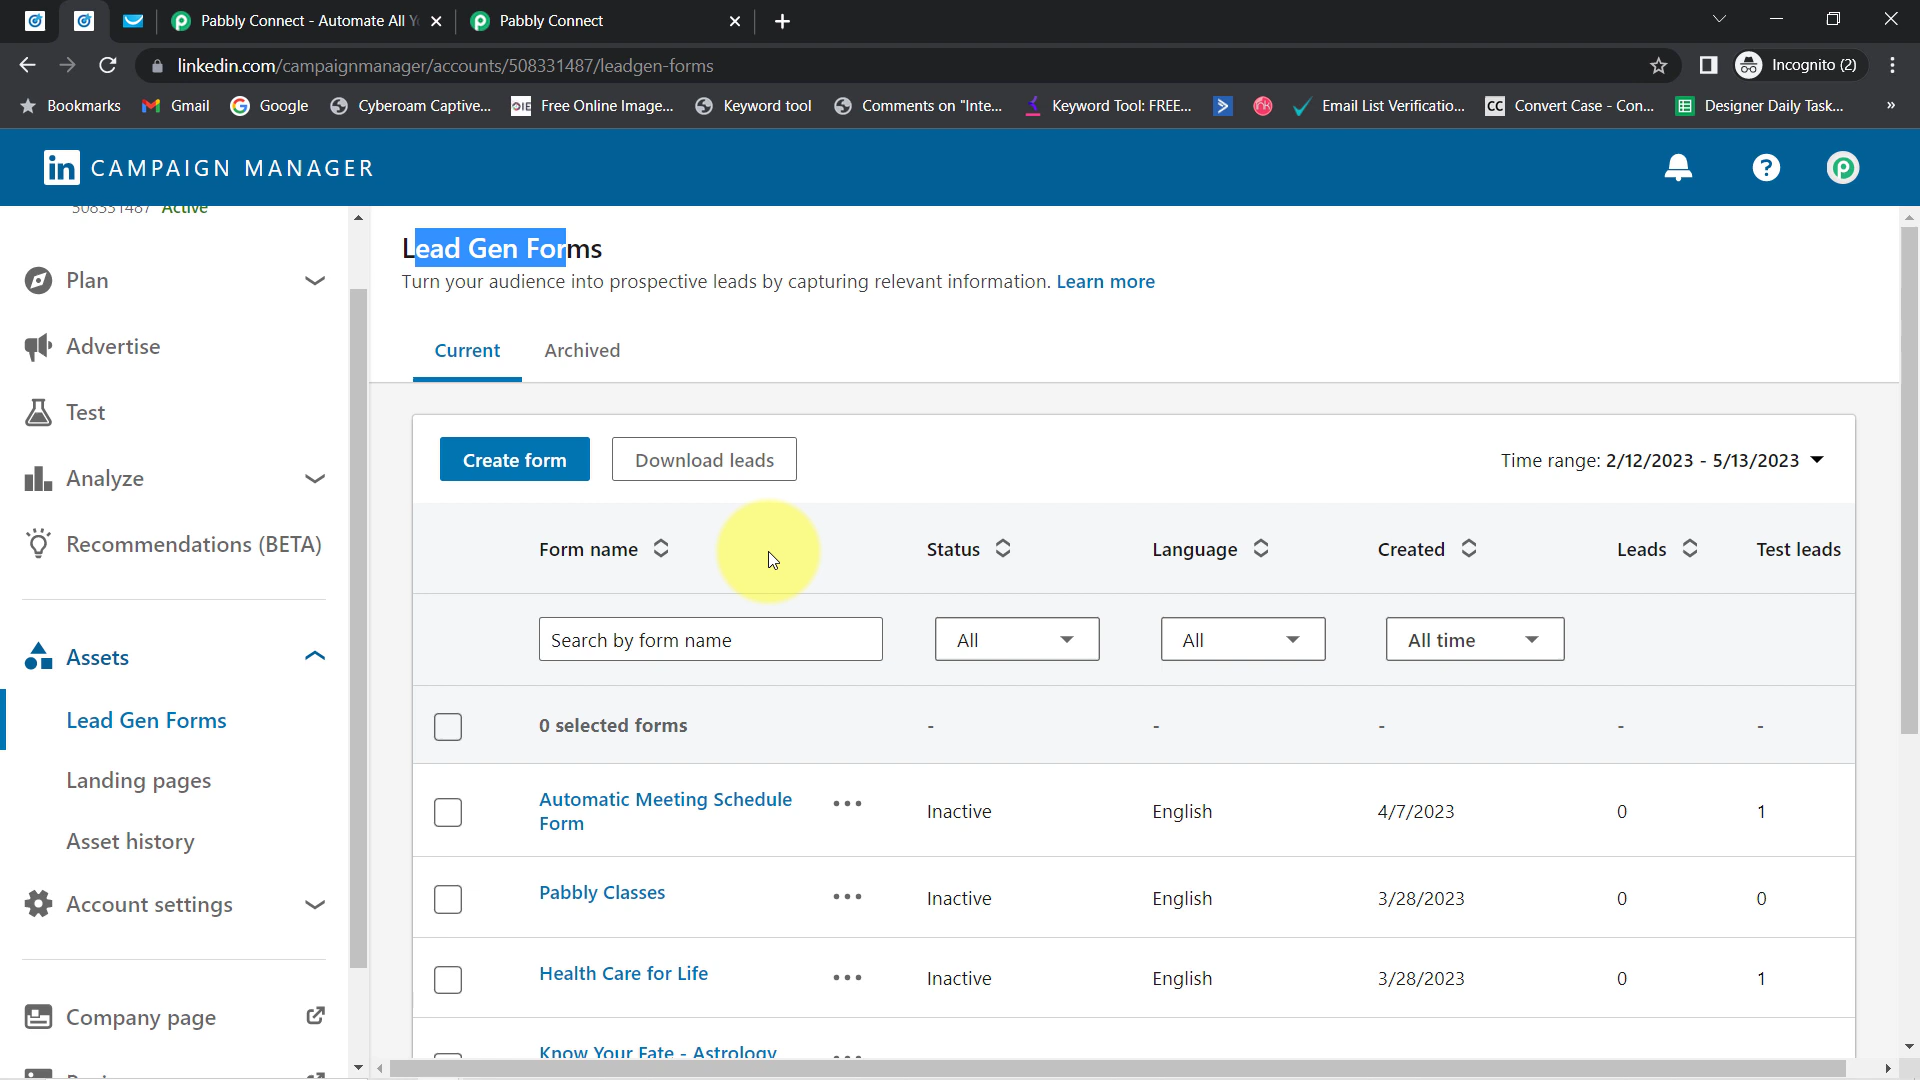 Pabbly Connect - Automate All Y
Pabbly Connect
linkedin.com/campaignmanager/accounts/508331487/leadgen-forms
Incognito (2)
Bookmarks
Gmail
Google
Cyberoam Captive...
OIE
Free Online Image...
Keyword tool
Comments on "Inte...
Keyword Tool: FREE...
Email List Verificatio...
CC
Convert Case - Con...
Designer Daily Task...
»
in CAMPAIGN MANAGER
508331487 Active
Plan
Advertise
Test
Analyze
Recommendations (BETA)
Assets
Lead Gen Forms
Landing pages
Asset history
Account settings
Company page
Lead Gen Forms
Turn your audience into prospective leads by capturing relevant information. Learn more
Current
Archived
Create form
Download leads
Time range: 2/12/2023 - 5/13/2023
Form name
Status
Language
Created
Leads
Test leads
Search by form name
All
All
All time
0 selected forms
-
-
-
-
-
Automatic Meeting Schedule
Form
Inactive
English
4/7/2023
0
1
Pabbly Classes
Inactive
English
3/28/2023
0
0
Health Care for Life
Inactive
English
3/28/2023
0
1
Know Your Fate - Astrology